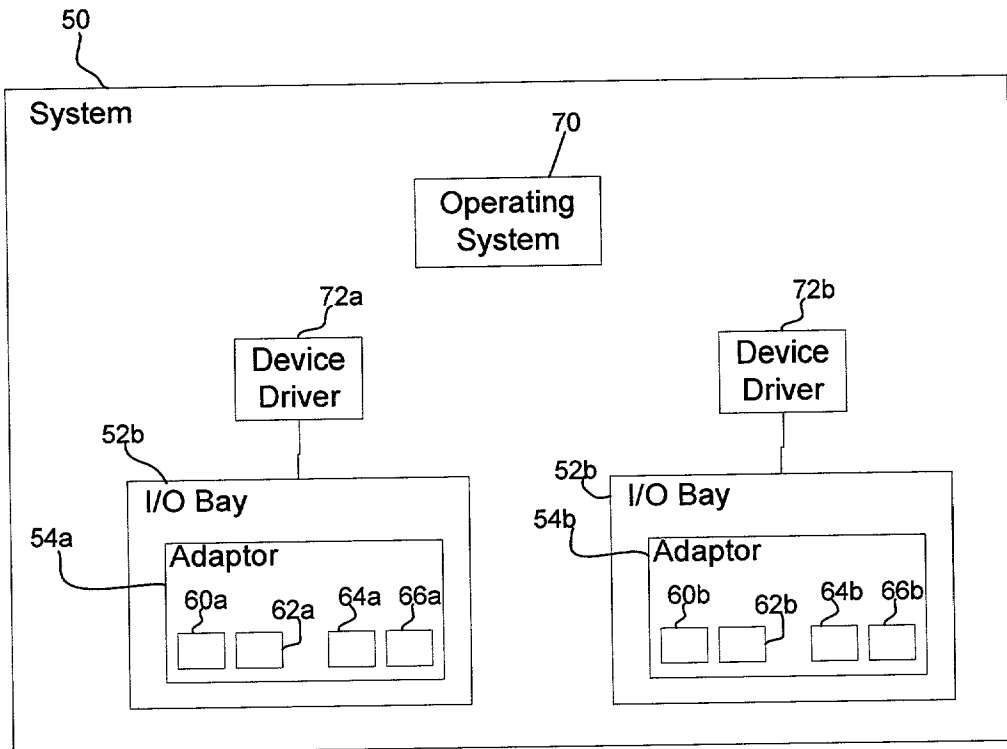 50
System
70
Operating
System
72a
Device
Driver
72b
Device
Driver
52b
I/O Bay
54a
Adaptor
60a
62a
64a
66a
52b
I/O Bay
54b
Adaptor
60b
62b
64b
66b